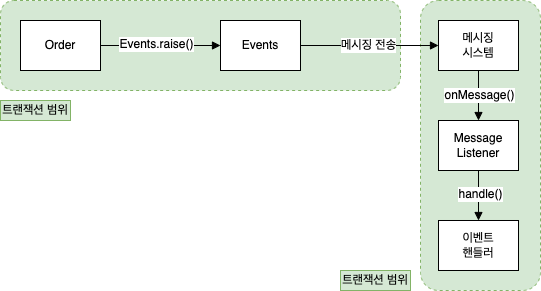 Order
Events.raise()
Events
메시징 전송
메시징
시스템
트랜잭션 범위
onMessage()
Message
Listener
handle()
이벤트
핸들러
트랜잭션 범위